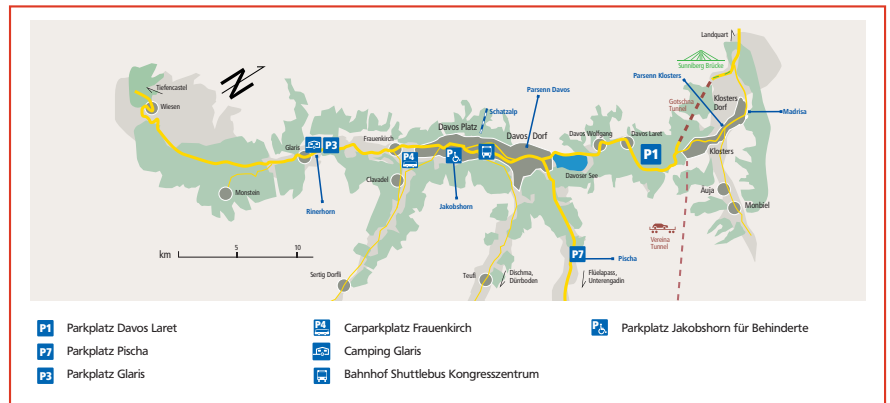 Landquart
Sunniberg Brücke
Parsenn Klosters
Tiefencastel
Wiesen
N
Parsenn Davos
Gotschna
Tunnel
Klosters
Dorf
Madrisa
Schatzalp
Davos Platz
Davos Dorf
Davos Wolfgang
Davos Laret
Frauenkirch
Glaris
P3
P4
P
P1
Klosters
Davoser See
Clavadel
Monstein
Rinerhorn
Jakobshorn
Auja
Monbiel
Vereina
Tunnel
km
5
10
P7
Pischa
Sertig Dörfli
Teufi
Dischma,
Dürrboden
Flüelapass,
Unterengadin
P1 Parkplatz Davos Laret
P7 Parkplatz Pischa
P3 Parkplatz Glaris
P4 Carparkplatz Frauenkirch
Camping Glaris
Bahnhof Shuttlebus Kongresszentrum
P Parkplatz Jakobshorn für Behinderte